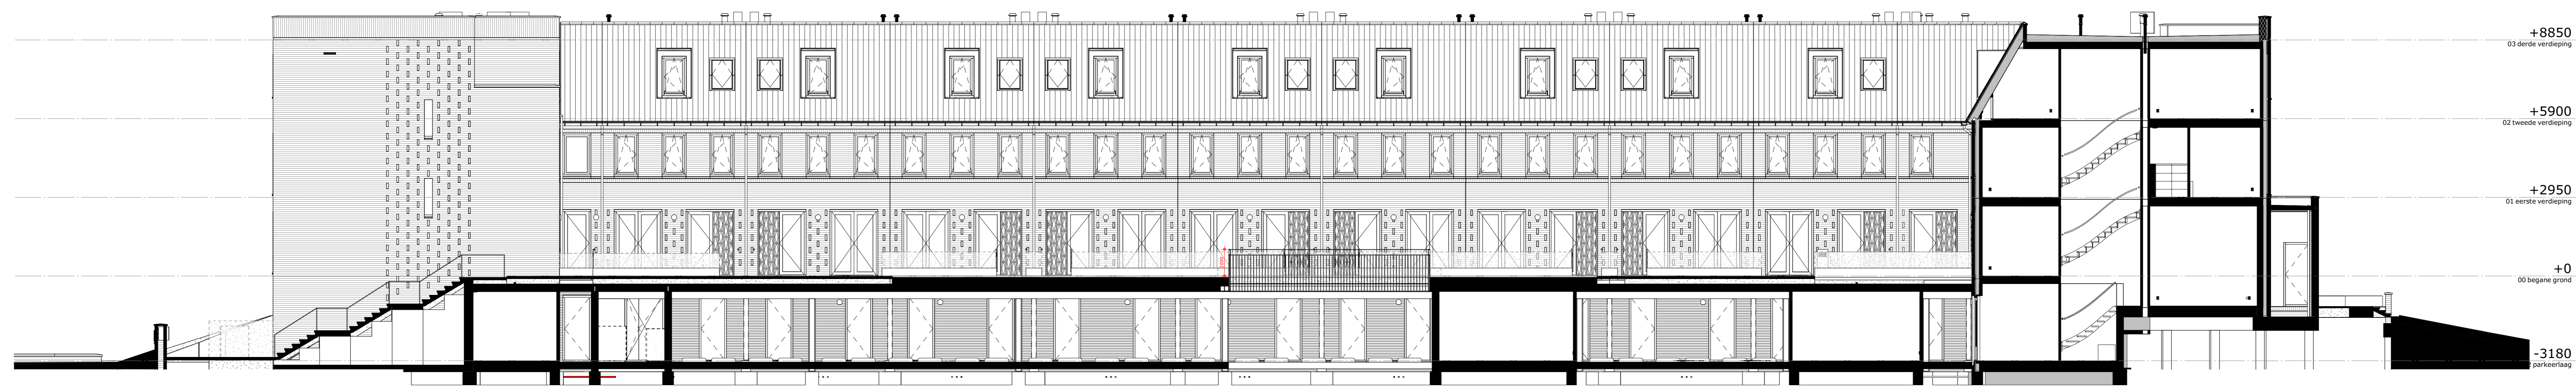 +8850
03 derde verdieping
+5900
02 tweede verdieping
+2950
01 eerste verdieping
+0
00 begane grond
-3180
parkeerlaag